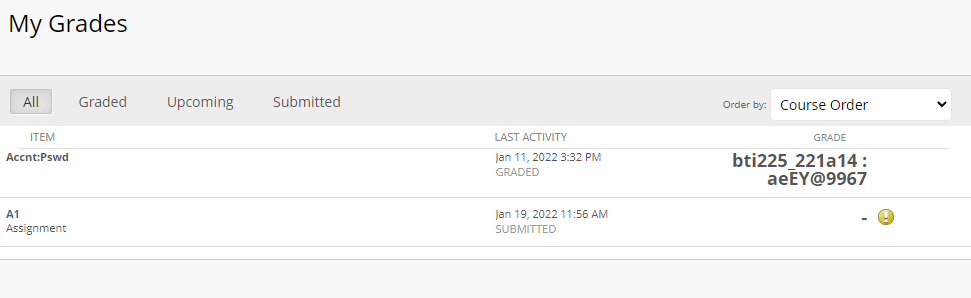 My Grades
All Graded Upcoming Submitted Order by: Course Order
ITEM LAST ACTIVITY GRADE
Accnt:Pswd Jan 11, 2022 3:32 PM bti225_221a14 :
GRADED aeEY@9967
A1 Jan 19, 2022 11:56 AM -
Assignment SUBMITTED